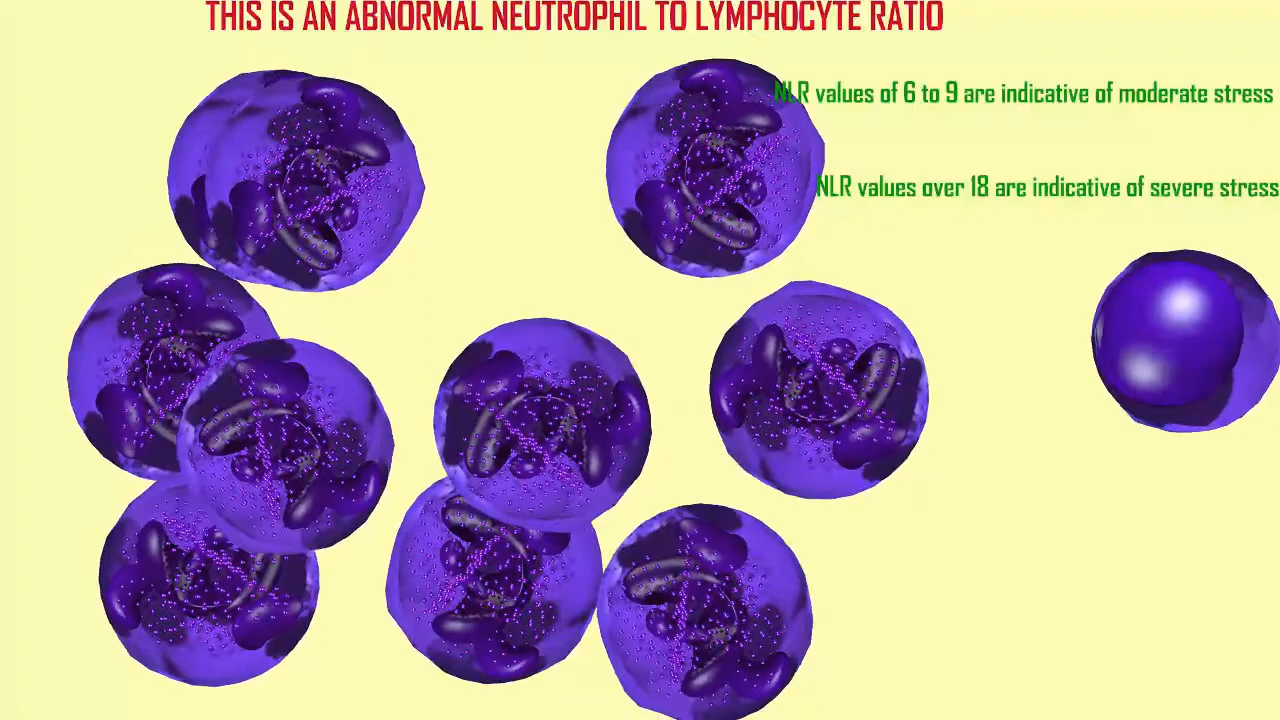 THIS IS AN ABNORMAL NEUTROPHIL TO LYMPHOCYTE RATIO
NLR values of 6 to 9 are indicative of moderate stress
NLR values over 18 are indicative of severe stress